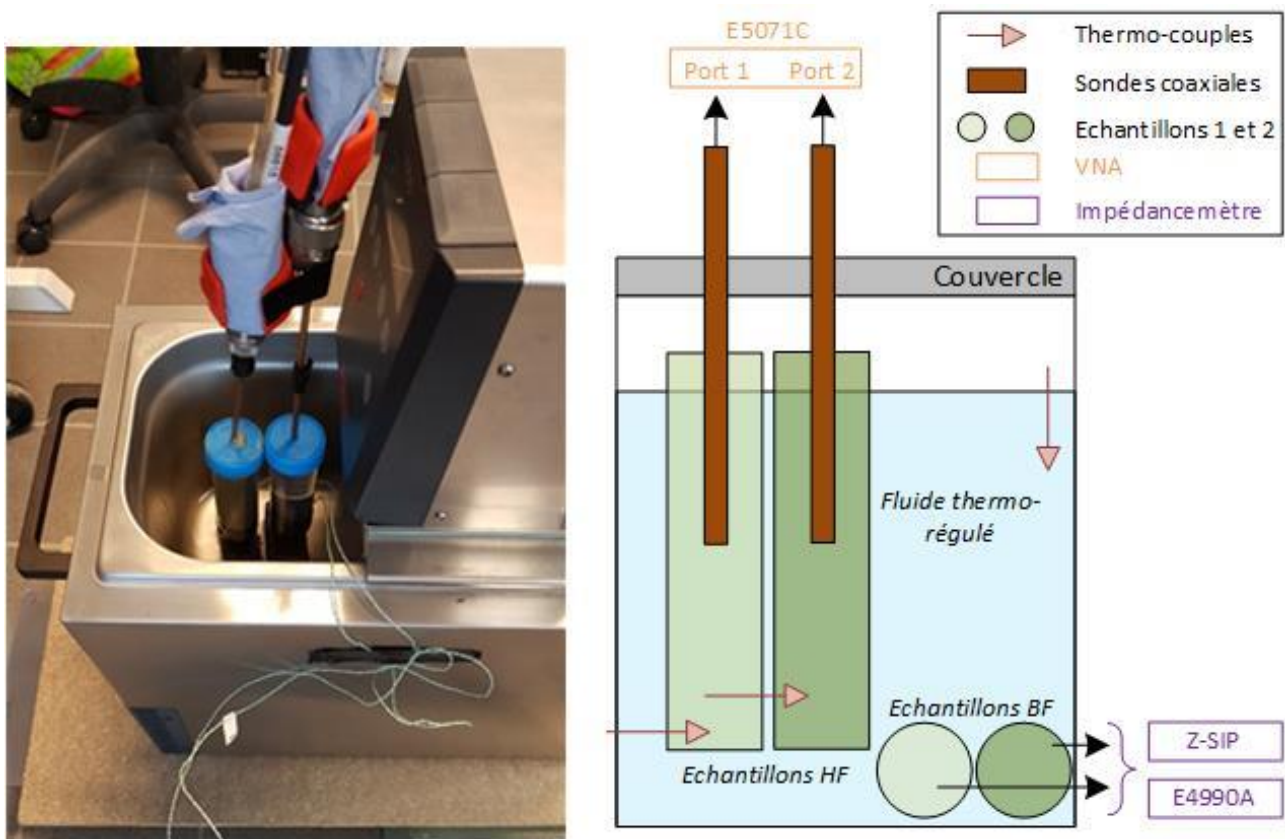 E5071C
Port 1 Port 2
Thermo-couples
Sondes coaxiales
Echantillons 1 et 2
VNA
Impédancemètre
Couvercle
Fluide thermo-
régulé
Echantillons BF
Echantillons HF
Z-SIP
E4990A